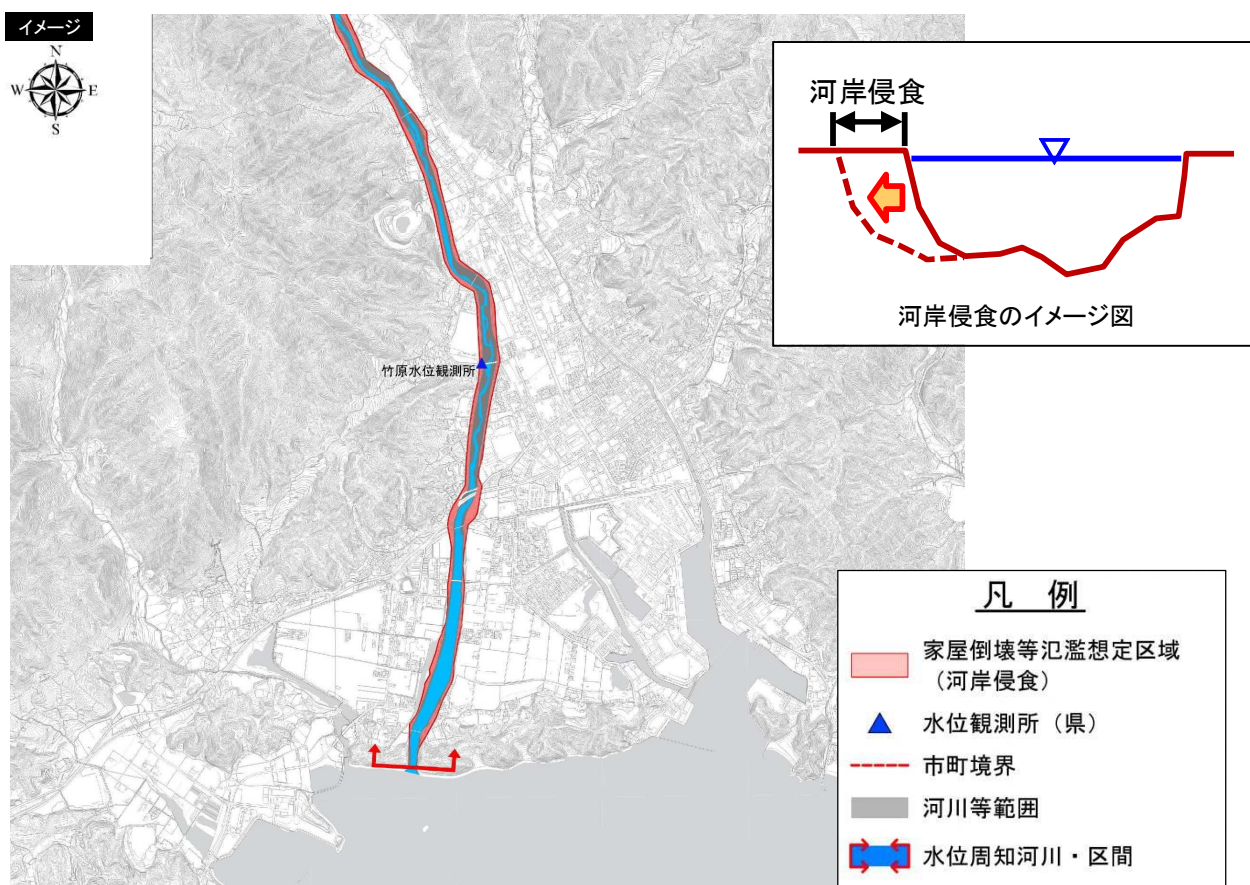 イメージ
N
W E
S
河岸侵食
河岸侵食のイメージ図
竹原水位観測所
凡 例
家屋倒壊等氾濫想定区域
（河岸侵食）
水位観測所（県）
市町境界
河川等範囲
水位周知河川・区間